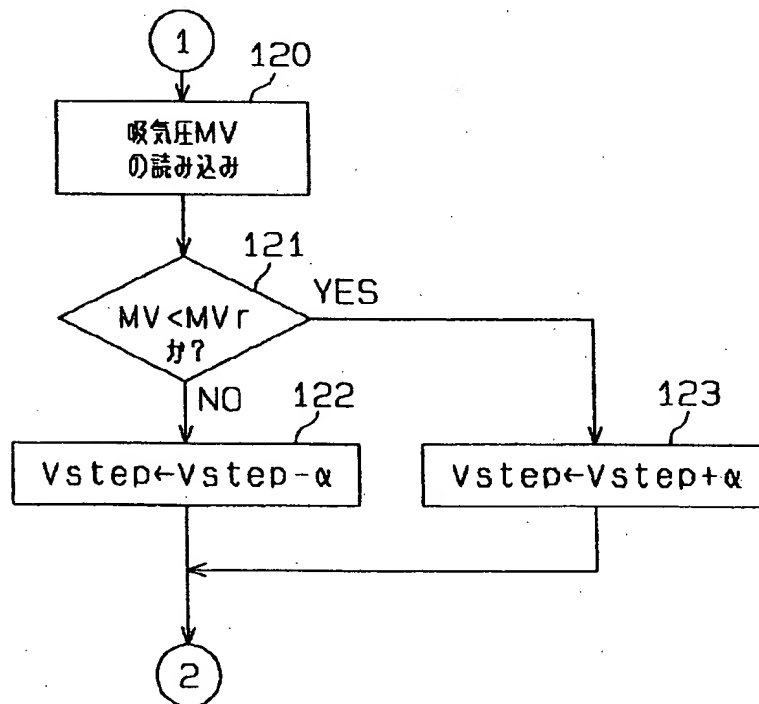 1
120
吸気圧MV
の読み込み
121
MV<MVr
か?
YES
NO
122
Vstep←Vstep-α
123
Vstep←Vstep+α
2